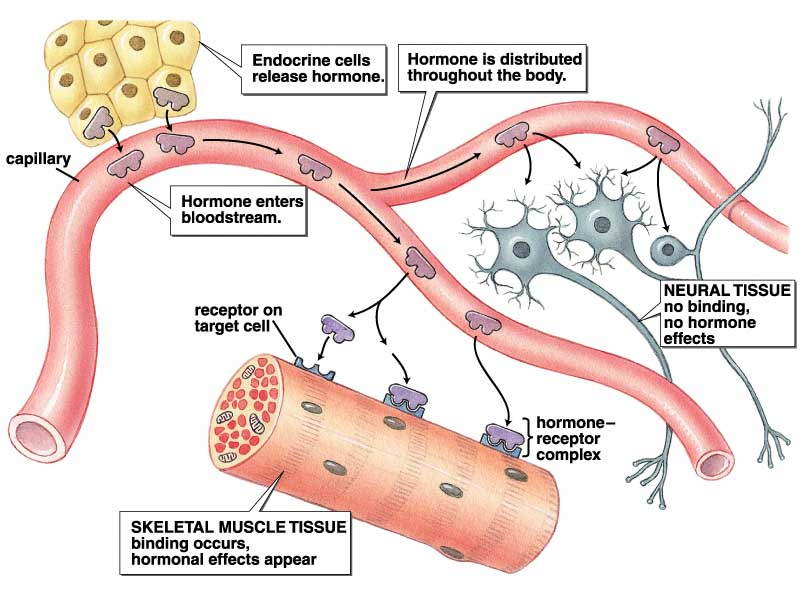 Endocrine cells
release hormone.
Hormone is distributed
throughout the body.
capillary
Hormone enters
bloodstream.
receptor on
target cell
NEURAL TISSUE
no binding,
no hormone
effects
hormone–
receptor
complex
SKELETAL MUSCLE TISSUE
binding occurs,
hormonal effects appear